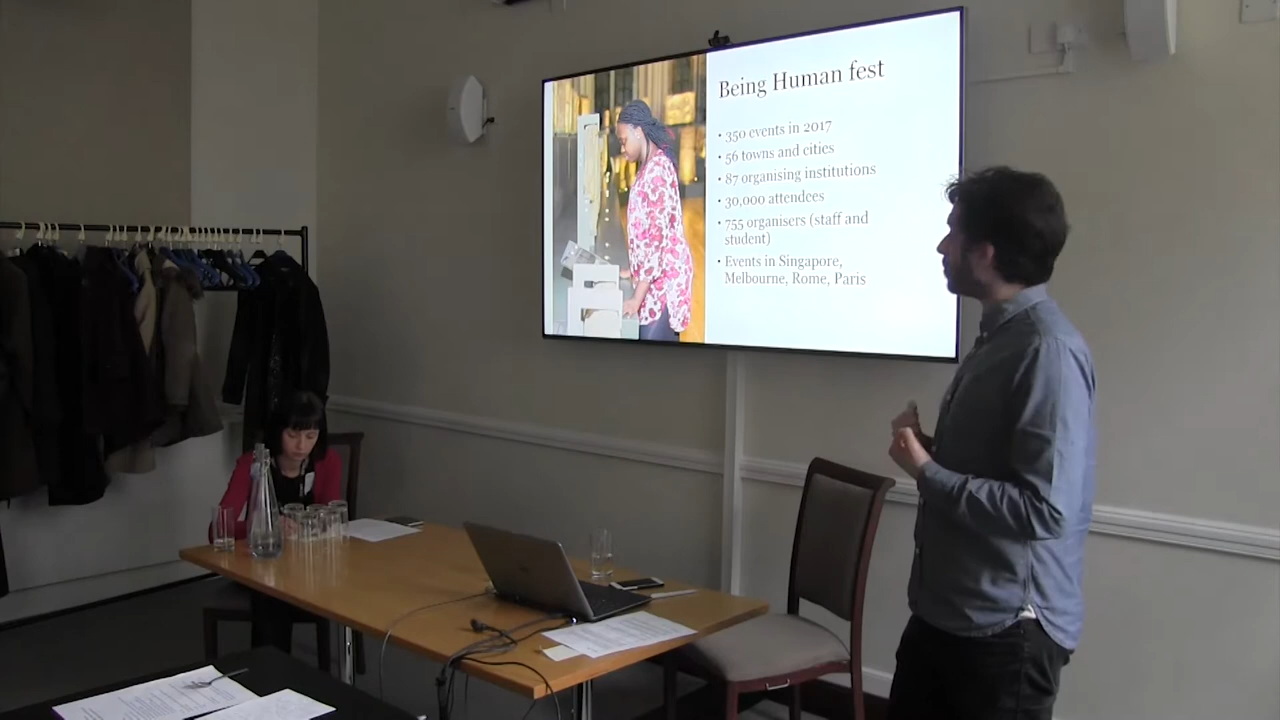 Being Human fest
• 350 events in 2017
• 56 towns and cities
• 87 organising institutions
• 30,000 attendees
• 755 organisers (staff and
student)
• Events in Singapore,
Melbourne, Rome, Paris